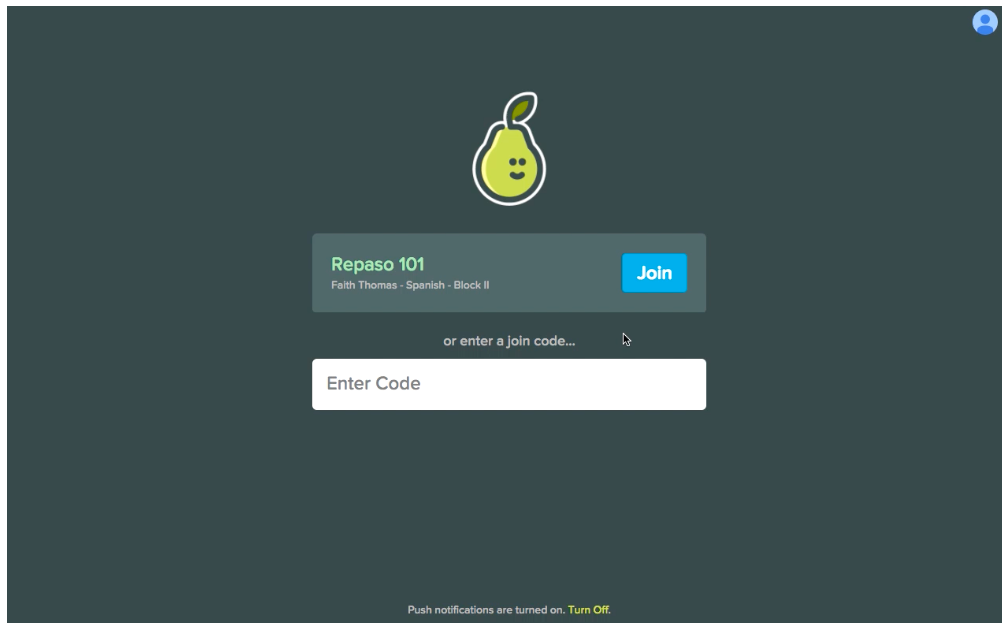 Repaso 101
Faith Thomas - Spanish - Block II
Join
or enter a join code...
Enter Code
Push notifications are turned on. Turn Off.